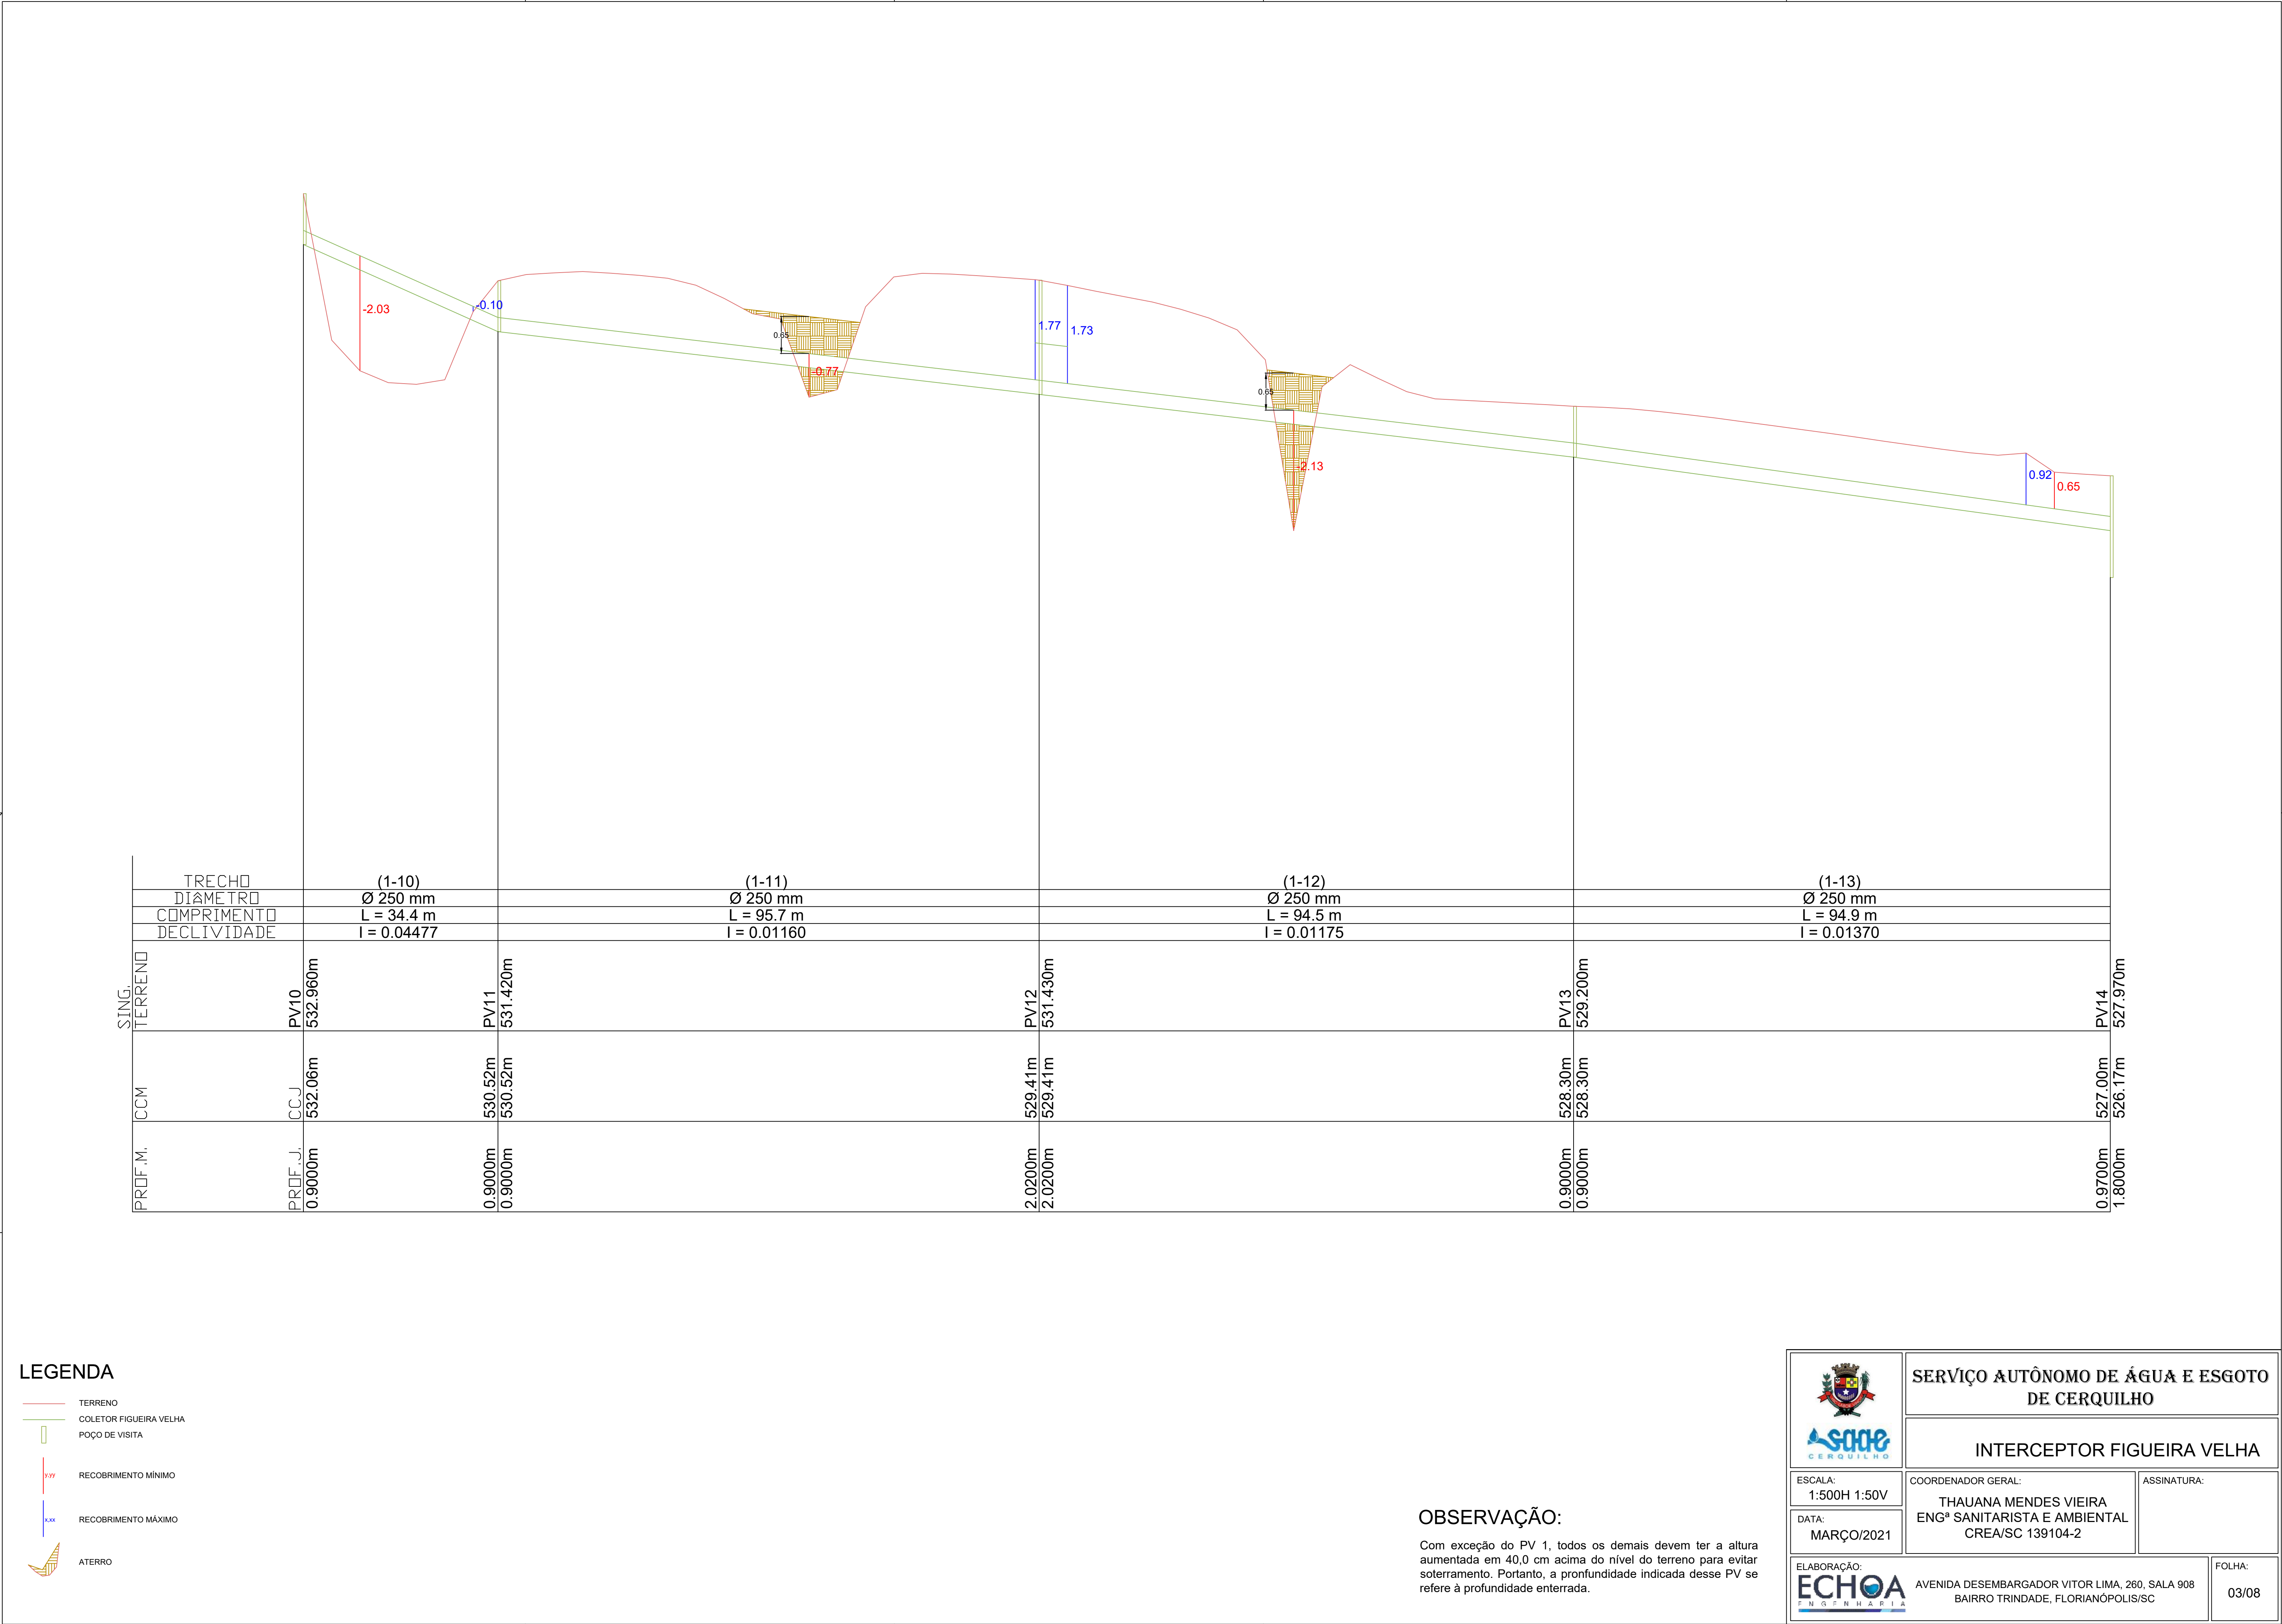 -2.03
-0.10
0.65
-0.77
1.77
1.73
0.65
-2.13
0.92
0.65
TRECHO (1-10) (1-11) (1-12) (1-13)
DIÂMETRO Ø 250 mm Ø 250 mm Ø 250 mm Ø 250 mm
COMPRIMENTO L = 34.4 m L = 95.7 m L = 94.5 m L = 94.9 m
DECLIVIDADE I = 0.04477 I = 0.01160 I = 0.01175 I = 0.01370
SING.
TERRENO
PV10
532.960m
PV11
531.420m
PV12
531.430m
PV13
529.200m
PV14
527.970m
CCM
CCJ
532.06m
530.52m
530.52m
529.41m
529.41m
528.30m
528.30m
527.00m
526.17m
PROF.M.
PROF.J.
0.9000m
0.9000m
0.9000m
2.0200m
2.0200m
0.9000m
0.9000m
0.9700m
1.8000m
LEGENDA
TERRENO
COLETOR FIGUEIRA VELHA
POÇO DE VISITA
y,yy RECOBRIMENTO MÍNIMO
x,xx RECOBRIMENTO MÁXIMO
ATERRO
OBSERVAÇÃO:
Com exceção do PV 1, todos os demais devem ter a altura
aumentada em 40,0 cm acima do nível do terreno para evitar
soterramento. Portanto, a pronfundidade indicada desse PV se
refere à profundidade enterrada.
saae
CERQUILHO
SERVIÇO AUTÔNOMO DE ÁGUA E ESGOTO
DE CERQUILHO
INTERCEPTOR FIGUEIRA VELHA
ESCALA:
1:500H 1:50V
DATA:
MARÇO/2021
COORDENADOR GERAL:
THAUANA MENDES VIEIRA
ENGª SANITARISTA E AMBIENTAL
CREA/SC 139104-2
ASSINATURA:
ELABORAÇÃO:
ECHOA
ENGENHARIA
AVENIDA DESEMBARGADOR VITOR LIMA, 260, SALA 908
BAIRRO TRINDADE, FLORIANÓPOLIS/SC
FOLHA:
03/08